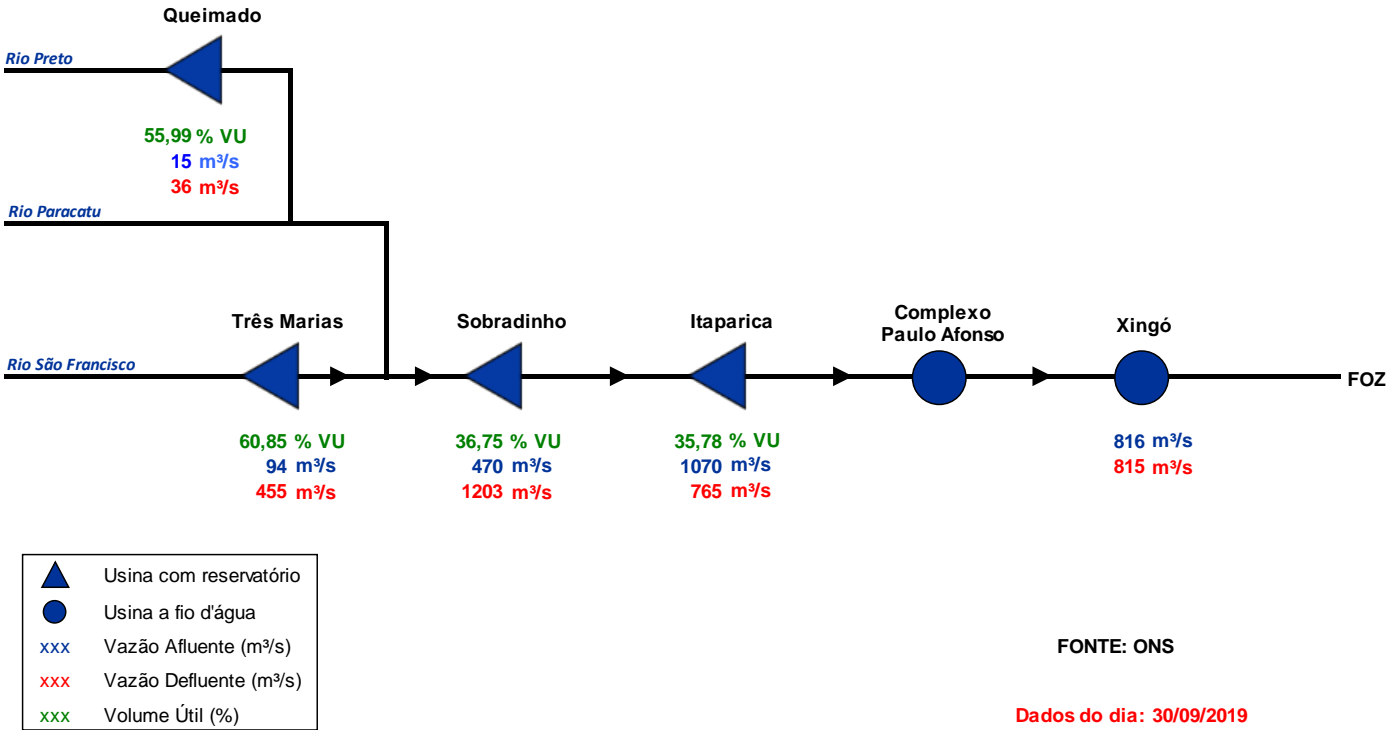 Queimado
Rio Preto
55,99 % VU
15 m³/s
36 m³/s
Rio Paracatu
Três Marias
Sobradinho
Itaparica
Complexo
Paulo Afonso
Xingó
Rio São Francisco
FOZ
60,85 % VU
94 m³/s
455 m³/s
36,75 % VU
470 m³/s
1203 m³/s
35,78 % VU
1070 m³/s
765 m³/s
816 m³/s
815 m³/s
Usina com reservatório
Usina a fio d'água
xxx Vazão Afluente (m³/s)
xxx Vazão Defluente (m³/s)
xxx Volume Útil (%)
FONTE: ONS
Dados do dia: 30/09/2019